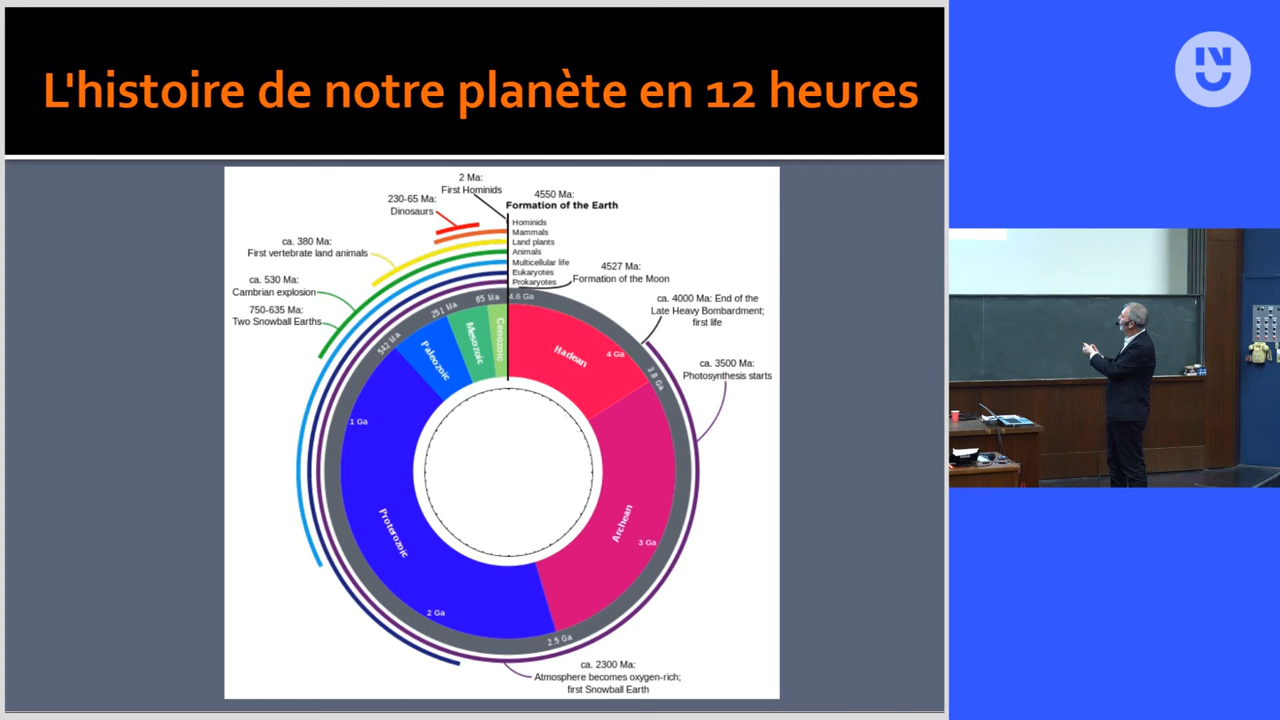 L'histoire de notre planète en 12 heures
2 Ma:
First Hominids
230-65 Ma:
Dinosaurs
4550 Ma:
Formation of the Earth
Hominids
Mammals
Land plants
Animals
Multicellular life
Eukaryotes
Prokaryotes
ca. 380 Ma:
First vertebrate land animals
ca. 530 Ma:
Cambrian explosion
750-635 Ma:
Two Snowball Earths
4527 Ma:
Formation of the Moon
ca. 4000 Ma: End of the
Late Heavy Bombardment;
first life
ca. 3500 Ma:
Photosynthesis starts
ca. 2300 Ma:
Atmosphere becomes oxygen-rich;
first Snowball Earth
4.6 Ga
4 Ga
3.8 Ga
3 Ga
2.5 Ga
2 Ga
1 Ga
542 Ma
251 Ma
65 Ma
Hadean
Archean
Proterozoic
Paleozoic
Mesozoic
Cenozoic